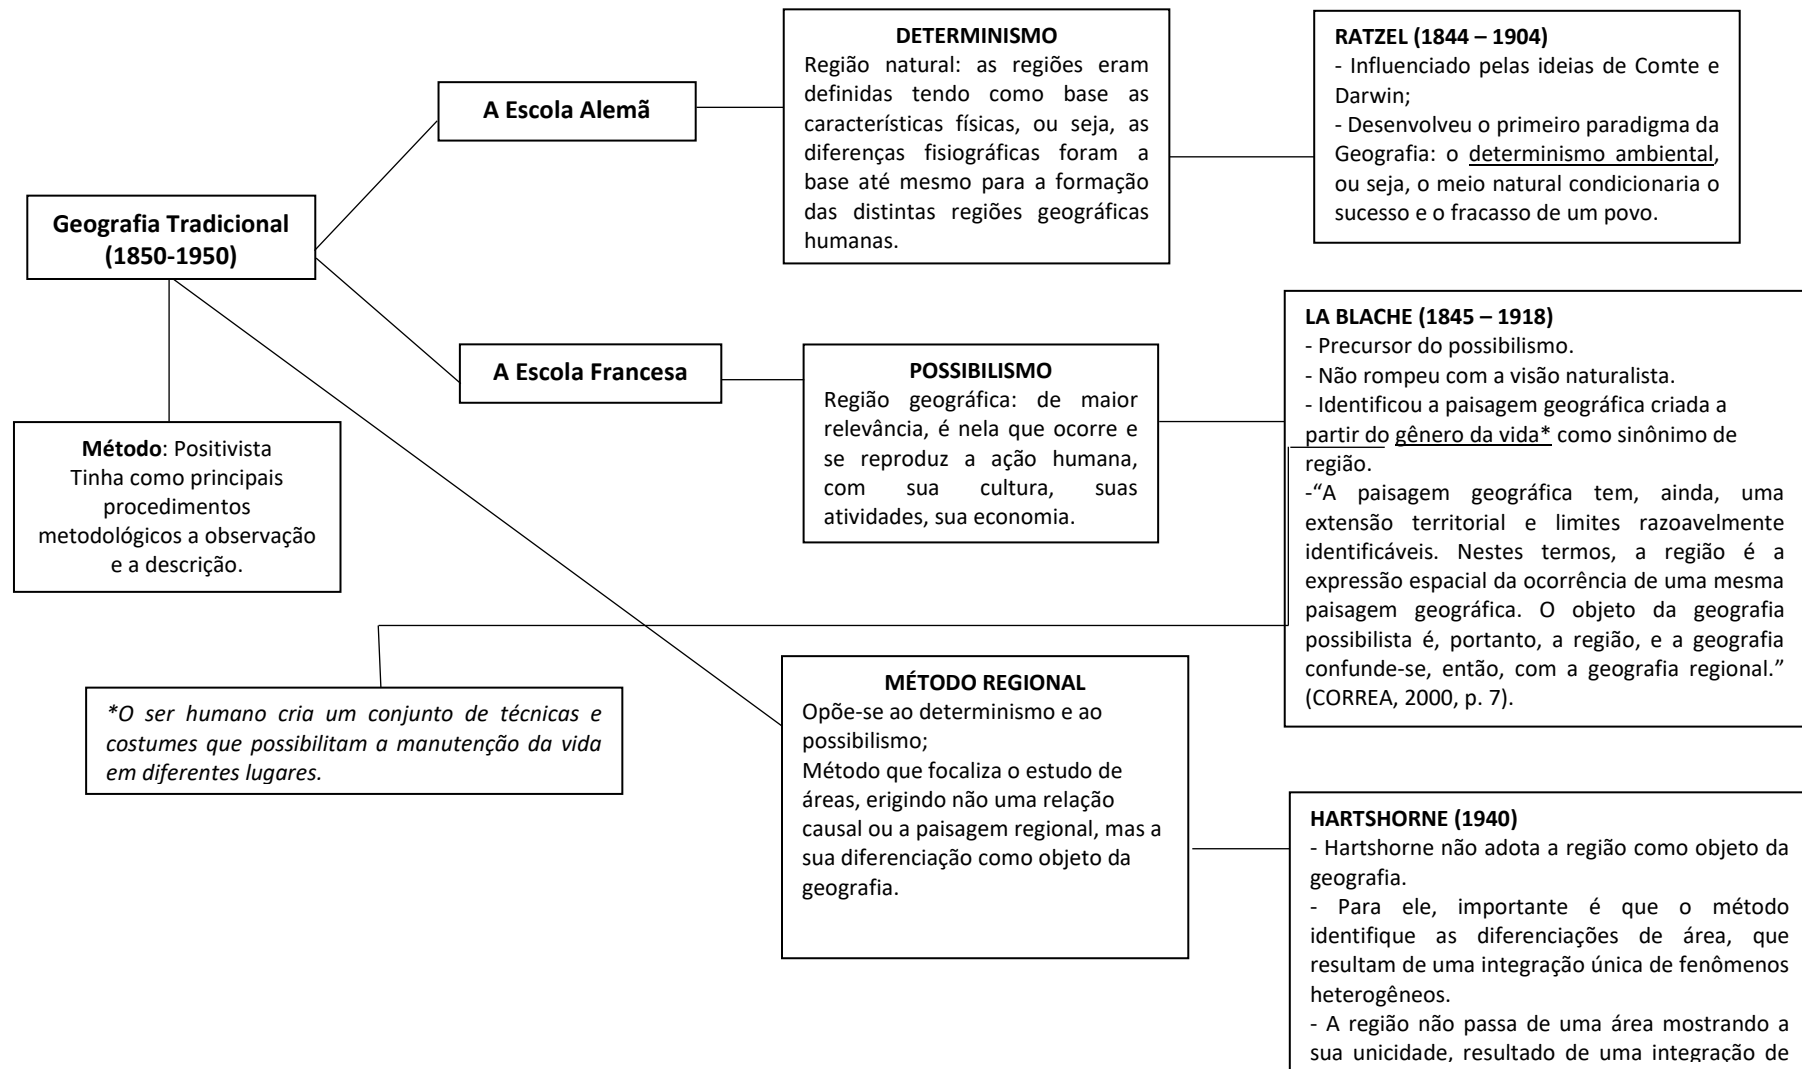 Geografia Tradicional
(1850-1950)
Método: Positivista
Tinha como principais
procedimentos
metodológicos a observação
e a descrição.
A Escola Alemã
DETERMINISMO
Região natural: as regiões eram
definidas tendo como base as
características físicas, ou seja, as
diferenças fisiográficas foram a
base até mesmo para a formação
das distintas regiões geográficas
humanas.
RATZEL (1844 – 1904)
- Influenciado pelas ideias de Comte e
Darwin;
- Desenvolveu o primeiro paradigma da
Geografia: o determinismo ambiental,
ou seja, o meio natural condicionaria o
sucesso e o fracasso de um povo.
A Escola Francesa
POSSIBILISMO
Região geográfica: de maior
relevância, é nela que ocorre e
se reproduz a ação humana,
com sua cultura, suas
atividades, sua economia.
LA BLACHE (1845 – 1918)
- Precursor do possibilismo.
- Não rompeu com a visão naturalista.
- Identificou a paisagem geográfica criada a
partir do gênero da vida* como sinônimo de
região.
-“A paisagem geográfica tem, ainda, uma
extensão territorial e limites razoavelmente
identificáveis. Nestes termos, a região é a
expressão espacial da ocorrência de uma mesma
paisagem geográfica. O objeto da geografia
possibilista é, portanto, a região, e a geografia
confunde-se, então, com a geografia regional.”
(CORREA, 2000, p. 7).
*O ser humano cria um conjunto de técnicas e
costumes que possibilitam a manutenção da vida
em diferentes lugares.
MÉTODO REGIONAL
Opõe-se ao determinismo e ao
possibilismo;
Método que focaliza o estudo de
áreas, erigindo não uma relação
causal ou a paisagem regional, mas a
sua diferenciação como objeto da
geografia.
HARTSHORNE (1940)
- Hartshorne não adota a região como objeto da
geografia.
- Para ele, importante é que o método
identifique as diferenciações de área, que
resultam de uma integração única de fenômenos
heterogêneos.
- A região não passa de uma área mostrando a
sua unicidade, resultado de uma integração de